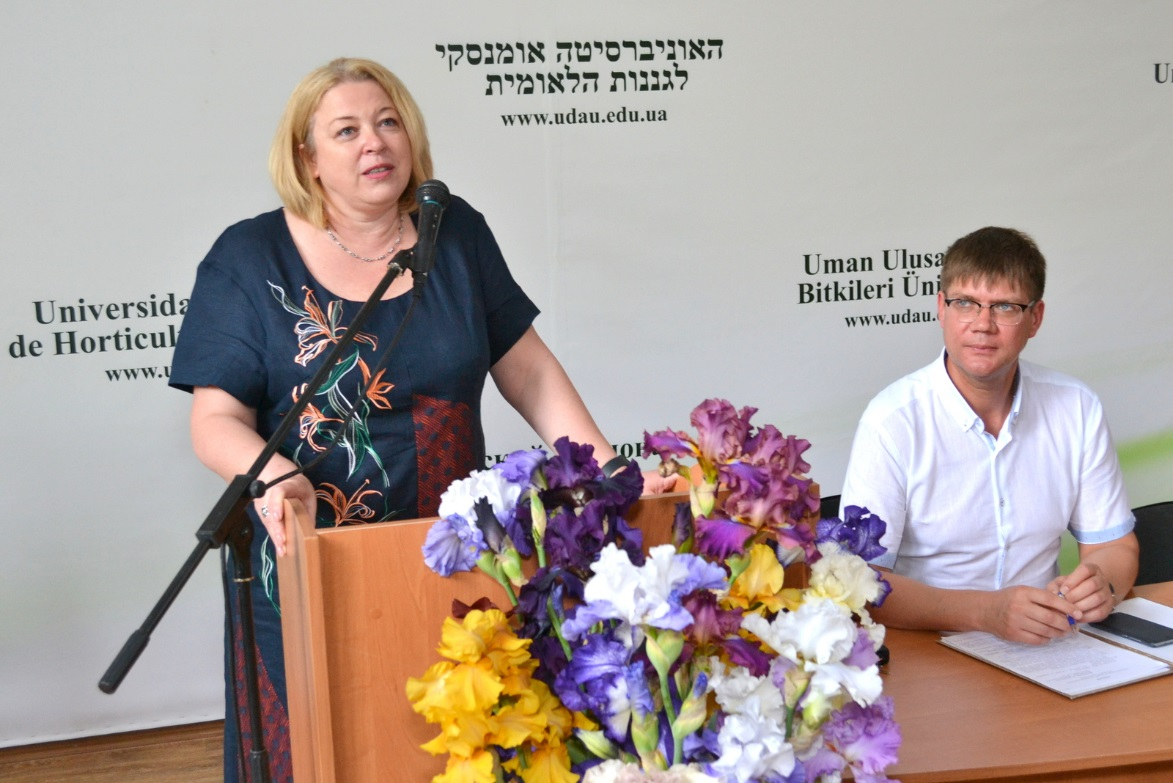 האוניברסיטה אומנסקי
לגננות הלאומית
www.udau.edu.ua
Uman Ulusa
Bitkileri Üni
www.udau.
Universida
de Horticul
www.u